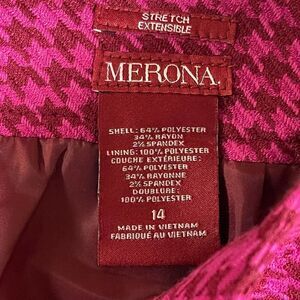 STRETCH
EXTENSIBLE
MERONA
SHELL: 64% POLYESTER
34% RAYON
2% SPANDEX
LINING: 100% POLYESTER
COUCHE EXTÉRIEURE:
64% POLYESTER
34% RAYONNE
2% SPANDEX
DOUBLURE:
100% POLYESTER
14
MADE IN VIETNAM
FABRIQUÉ AU VIETNAM